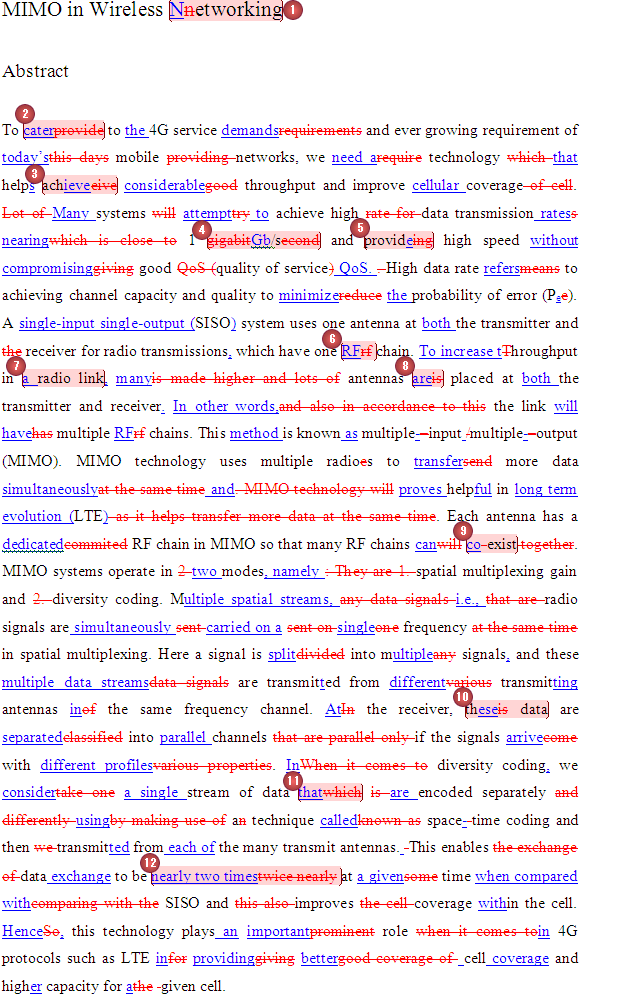 MIMO in Wireless Nnetworking 1
Abstract
2
To caterprovide to the 4G service demandsrequirements and ever growing requirement of
today'sthis days mobile providing networks, we need arequire technology which that
3
helps achieveeive considerablegood throughput and improve cellular coverage of cell.
Lot of Many systems will attempttry to achieve high rate for data transmission ratess
4 5
nearingwhich is close to 1 gigabitGb/second and provideing high speed without
compromisinggiving good QoS (quality of service) QoS. . High data rate refersmeans to
achieving channel capacity and quality to minimizereduce the probability of error (Pee).
A single-input single-output (SISO) system uses one antenna at both the transmitter and
6
the receiver for radio transmissions, which have one RFrf chain. To increase tThroughput
7 8
in a radio link, manyis made higher and lots of antennas areis placed at both the
transmitter and receiver. In other words,and also in accordance to this the link will
havehas multiple RFrf chains. This method is known as multiple--input /multiple--output
(MIMO). MIMO technology uses multiple radioes to transfersend more data
simultaneouslyat the same time and. MIMO technology will proves helpful in long term
evolution (LTE) as it helps transfer more data at the same time. Each antenna has a
9
dedicatedcommited RF chain in MIMO so that many RF chains canwill co-exist together.
MIMO systems operate in 2 two modes, namely : They are 1. spatial multiplexing gain
and 2. diversity coding. Multiple spatial streams, any data signals i.e., that are radio
signals are simultaneously sent carried on a sent on singleone frequency at the same time
in spatial multiplexing. Here a signal is splitdivided into multipleany signals, and these
multiple data streamsdata signals are transmitted from differentvarious transmitting
10
antennas inof the same frequency channel. AtIn the receiver, theseis data are
separatedclassified into parallel channels that are parallel only if the signals arrivecome
with different profilesvarious properties. InWhen it comes to diversity coding, we
11
considertake one a single stream of data thatwhich is are encoded separately and
differently usingby making use of an technique calledknown as space-time coding and
then we transmitted from each of the many transmit antennas. This enables the exchange
12
of data exchange to be nearly two timestwice nearly at a givensome time when compared
withcomparing with the SISO and this also improves the cell coverage within the cell.
HenceSo, this technology plays an importantprominent role when it comes toin 4G
protocols such as LTE infor providinggiving bettergood coverage of cell coverage and
higher capacity for athe given cell.